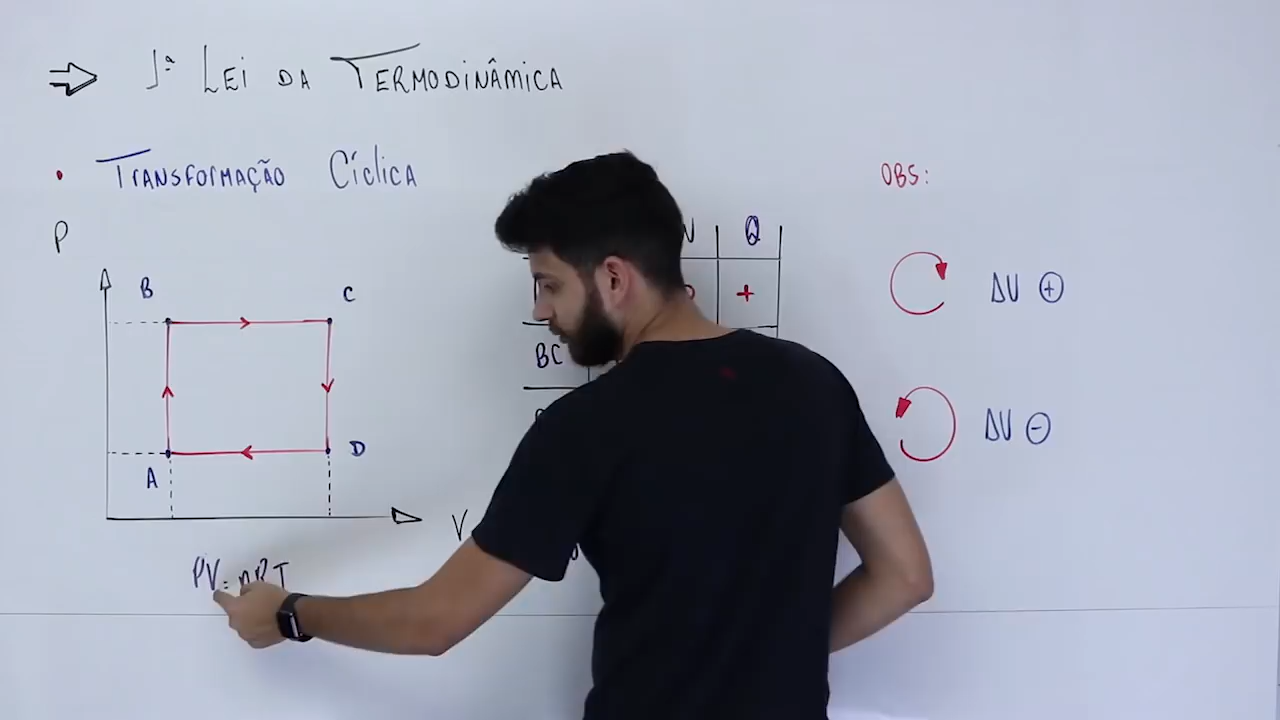 ⇒ 1ª LEI DA TERMODINÂMICA
• TRANSFORMAÇÃO CÍCLICA
P
B C
A D
V
PV = nRT
Q
+
BC
OBS:
ΔU +
ΔU -